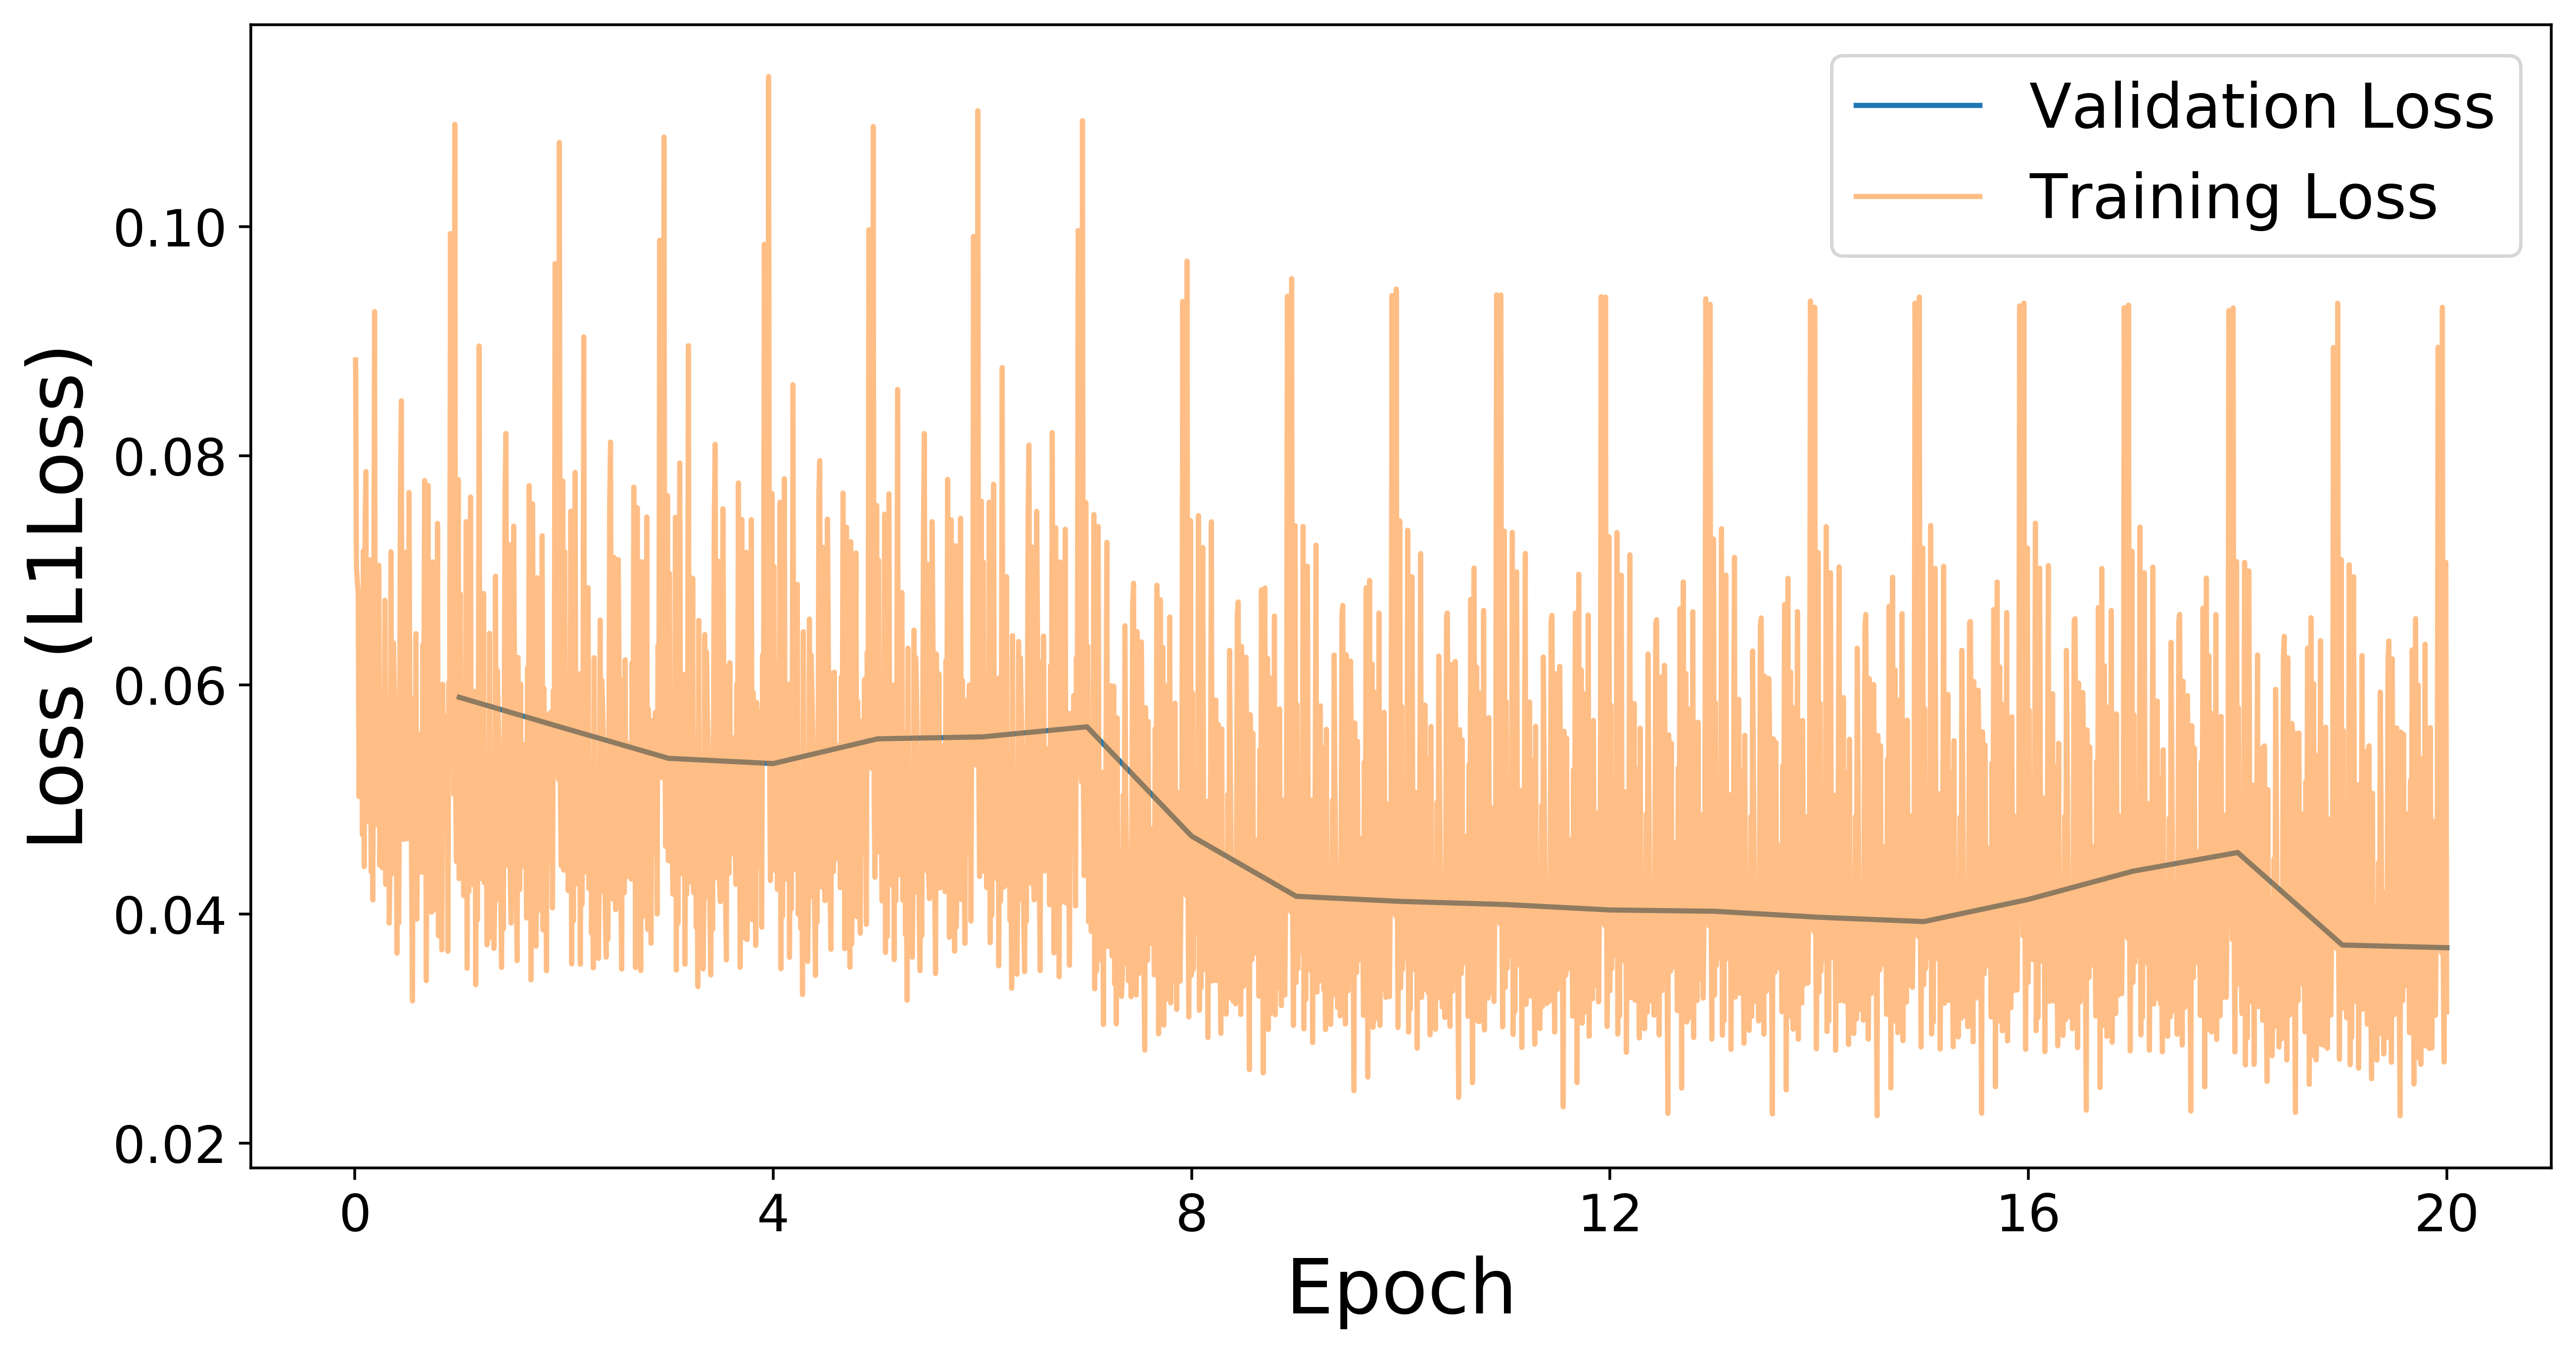 Validation Loss
Training Loss
Loss (L1Loss)
0.10
0.08
0.06
0.04
0.02
0 4 8 12 16 20
Epoch